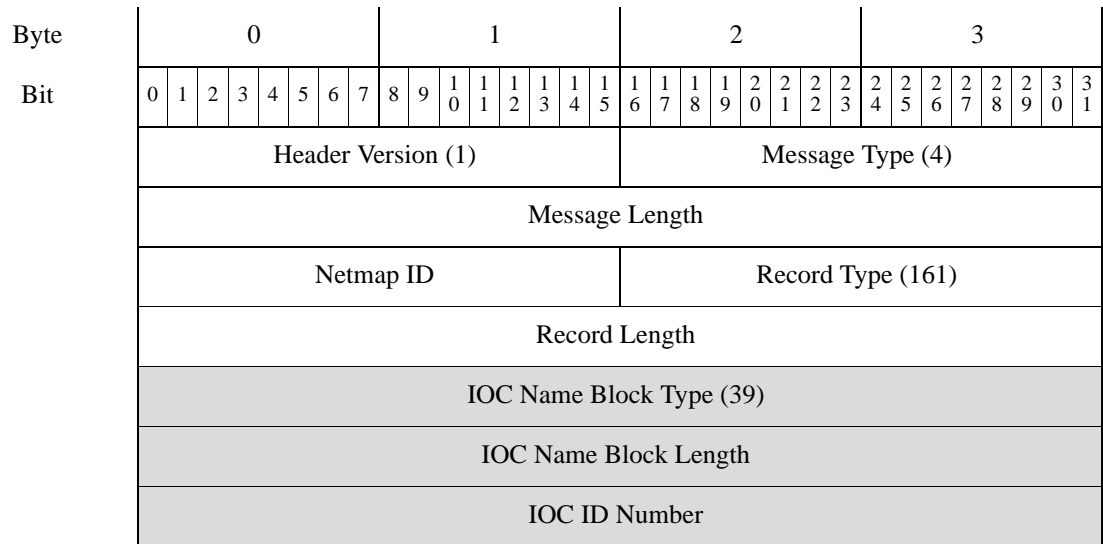 Byte 0 1 2 3
Bit 0 1 2 3 4 5 6 7 8 9 10 11 12 13 14 15 16 17 18 19 20 21 22 23 24 25 26 27 28 29 30 31
Header Version (1) Message Type (4)
Message Length
Netmap ID Record Type (161)
Record Length
IOC Name Block Type (39)
IOC Name Block Length
IOC ID Number